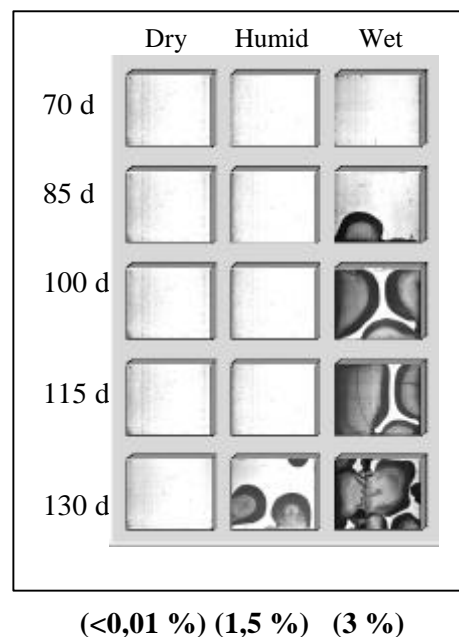 Dry Humid Wet
70 d
85 d
100 d
115 d
130 d
(<0,01 %) (1,5 %) (3 %)